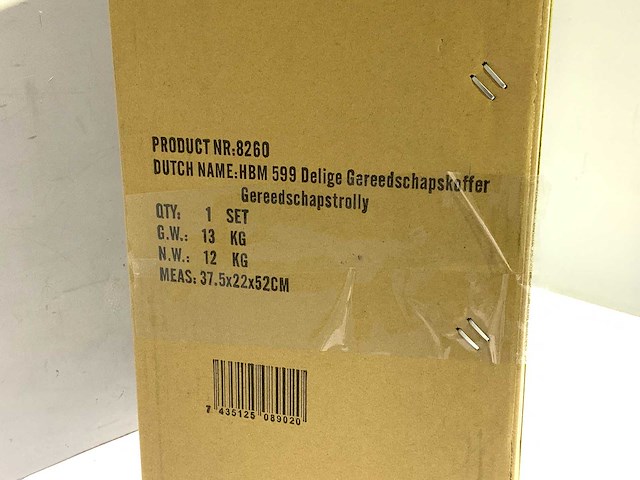 PRODUCT NR:8260
DUTCH NAME:HBM 599 Delige Gareedschapskoffer
Gereedschapstrolly
QTY: 1 SET
G.W.: 13 KG
N.W.: 12 KG
MEAS: 37.5x22x52CM
7 435125 089020